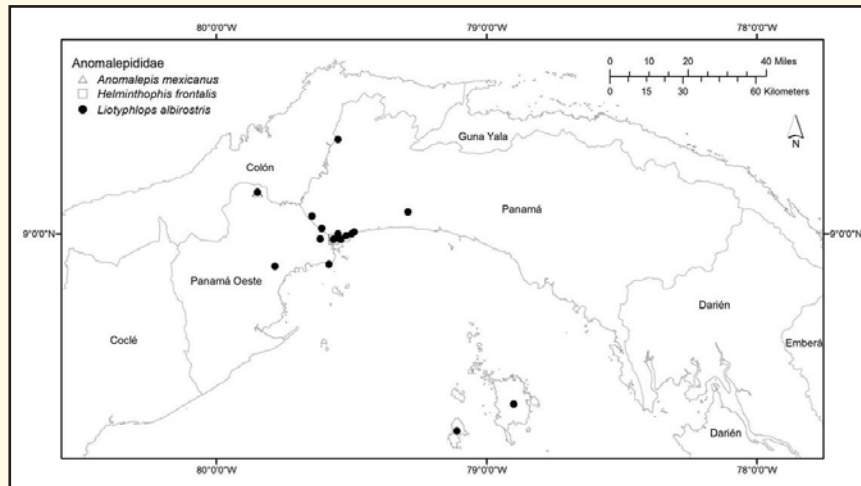 80°0'0"W
79°0'0"W
78°0'0"W
Anomalepididae
Anomalepis mexicanus
Helminthophis frontalis
Liotyphlops albirostris
0 10 20 40 Miles
0 15 30 60 Kilometers
N
Guna Yala
Colón
Panamá
9°0'0"N
9°0'0"N
Panamá Oeste
Darién
Coclé
Emberá
Darién
80°0'0"W
79°0'0"W
78°0'0"W